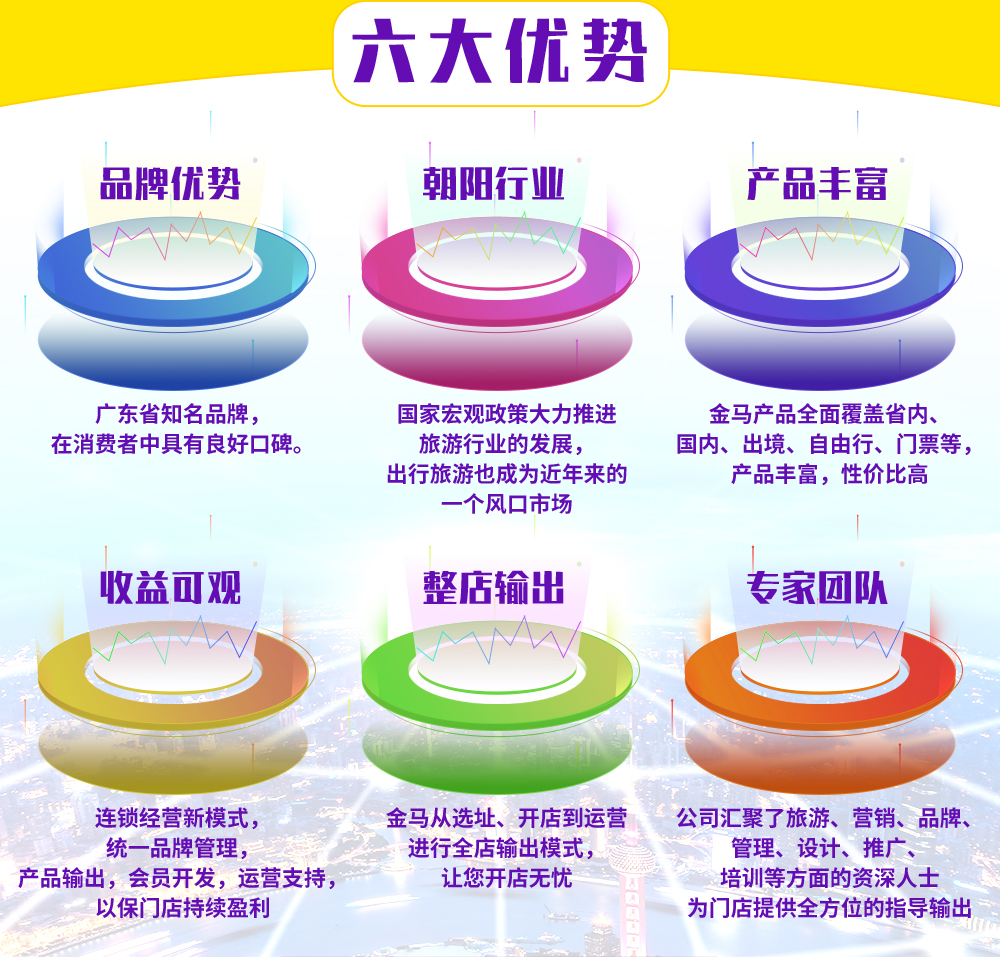 六大优势
品牌优势
广东省知名品牌，
在消费者中具有良好口碑。
朝阳行业
国家宏观政策大力推进
旅游行业的发展，
出行旅游也成为近年来的
一个风口市场
产品丰富
金马产品全面覆盖省内、
国内、出境、自由行、门票等，
产品丰富，性价比高
收益可观
连锁经营新模式，
统一品牌管理，
产品输出，会员开发，运营支持，
以保门店持续盈利
整店输出
金马从选址、开店到运营
进行全店输出模式，
让您开店无忧
专家团队
公司汇聚了旅游、营销、品牌、
管理、设计、推广、
培训等方面的资深人士
为门店提供全方位的指导输出